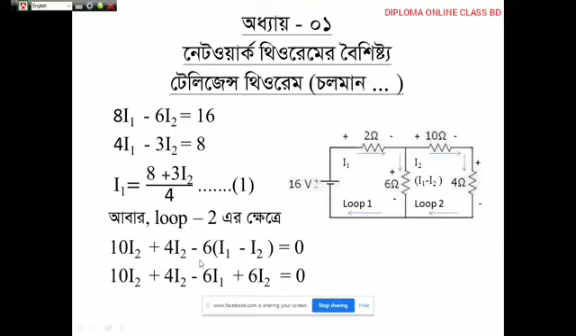 English
DIPLOMA ONLINE CLASS BD
অধ্যায় - ০১
নেটওয়ার্ক থিওরেমের বৈশিষ্ট্য
টেলিজেন্স থিওরেম (চলমান ... )
8I₁ - 6I₂ = 16
4I₁ - 3I₂ = 8
I₁ = (8 + 3I₂)/4 .......(1)
আবার, loop – 2 এর ক্ষেত্রে
10I₂ + 4I₂ - 6(I₁ - I₂) = 0
10I₂ + 4I₂ - 6I₁ + 6I₂ = 0
+ 2Ω - + 10Ω -
I₁ I₂ +
16 V + 6Ω (I₁-I₂) 4Ω
Loop1 - Loop 2 -
www.facebook.com is sharing your screen. Stop sharing Hide